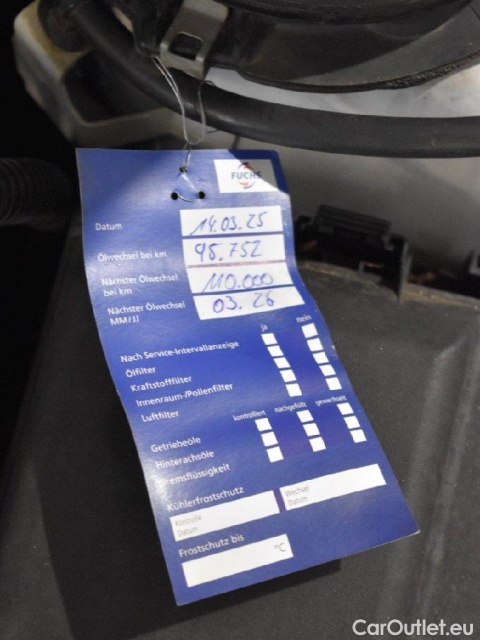 FUCHS
Datum 14.03.25
Ölwechsel bei km 95.752
Nächster Ölwechsel
bei km 110.000
Nächster Ölwechsel
MM/JJ 03.26
ja nein
Nach Service-Intervallanzeige
Ölfilter
Kraftstofffilter
Innenraum-/Pollenfilter
Luftfilter
kontrolliert nachgefüllt gewechselt
Getriebeöle
Hinterachsöle
Bremsflüssigkeit
Kühlerfrostschutz
Kontrolle
Datum
Wechsel
Datum
Frostschutz bis
°C
CarOutlet.eu